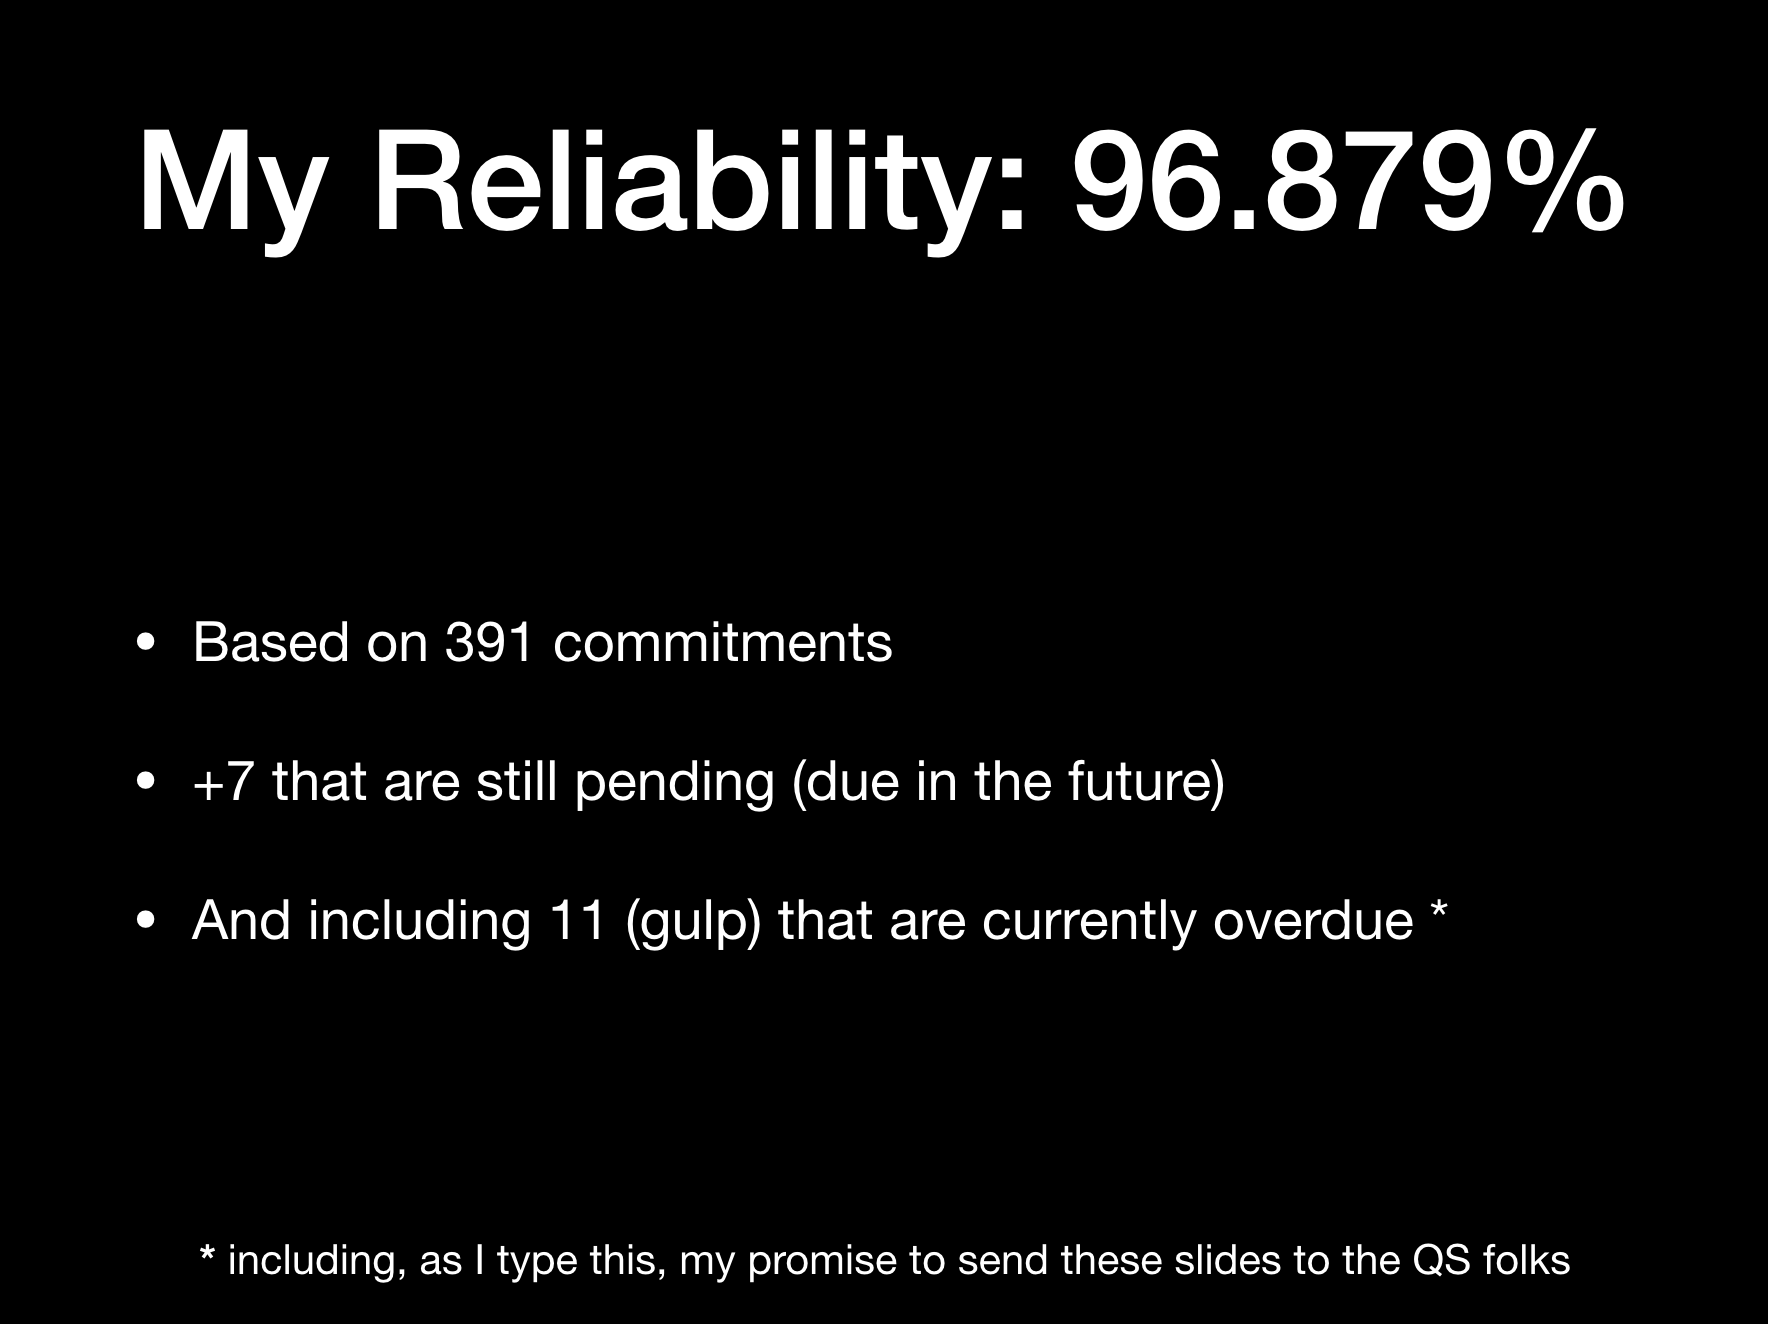 My Reliability: 96.879%
• Based on 391 commitments
• +7 that are still pending (due in the future)
• And including 11 (gulp) that are currently overdue *
* including, as I type this, my promise to send these slides to the QS folks